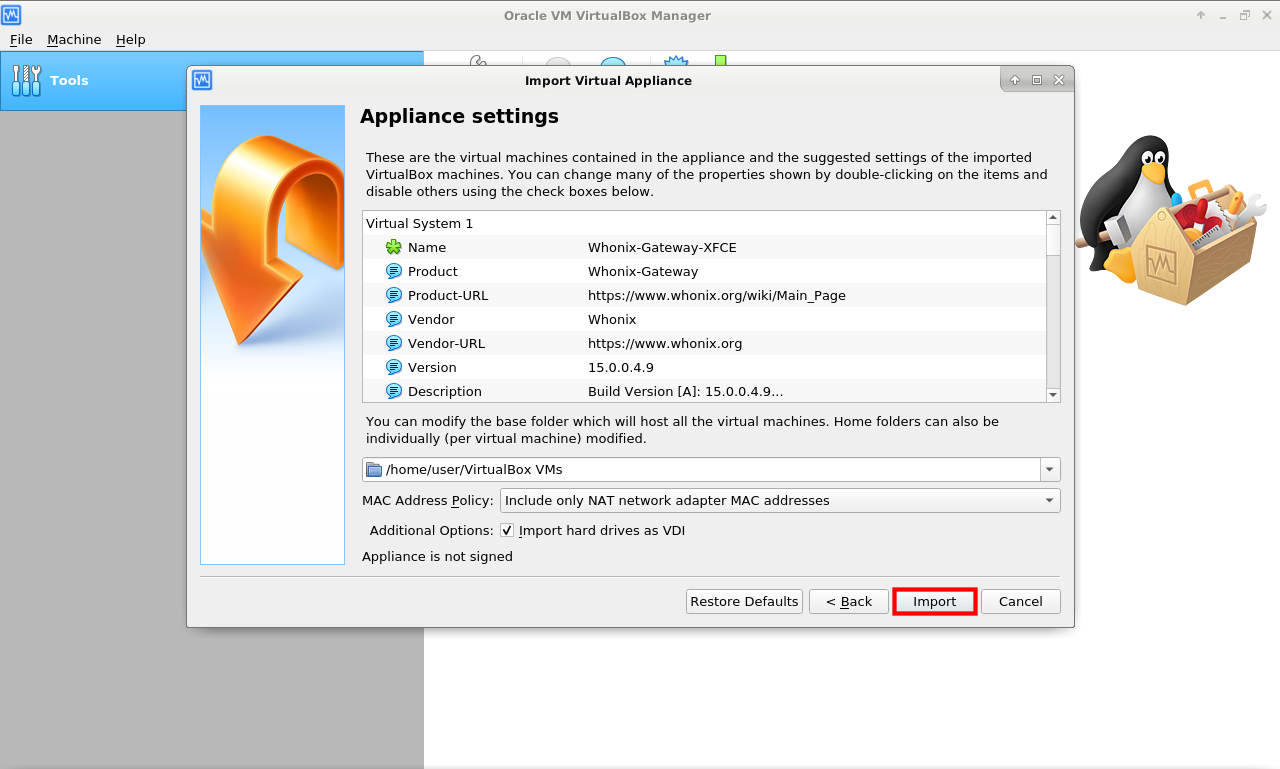 Oracle VM VirtualBox Manager
File Machine Help
Tools
Import Virtual Appliance
Appliance settings
These are the virtual machines contained in the appliance and the suggested settings of the imported
VirtualBox machines. You can change many of the properties shown by double-clicking on the items and
disable others using the check boxes below.
Virtual System 1
Name Whonix-Gateway-XFCE
Product Whonix-Gateway
Product-URL https://www.whonix.org/wiki/Main_Page
Vendor Whonix
Vendor-URL https://www.whonix.org
Version 15.0.0.4.9
Description Build Version [A]: 15.0.0.4.9...
You can modify the base folder which will host all the virtual machines. Home folders can also be
individually (per virtual machine) modified.
/home/user/VirtualBox VMs
MAC Address Policy: Include only NAT network adapter MAC addresses
Additional Options: Import hard drives as VDI
Appliance is not signed
Restore Defaults < Back Import Cancel